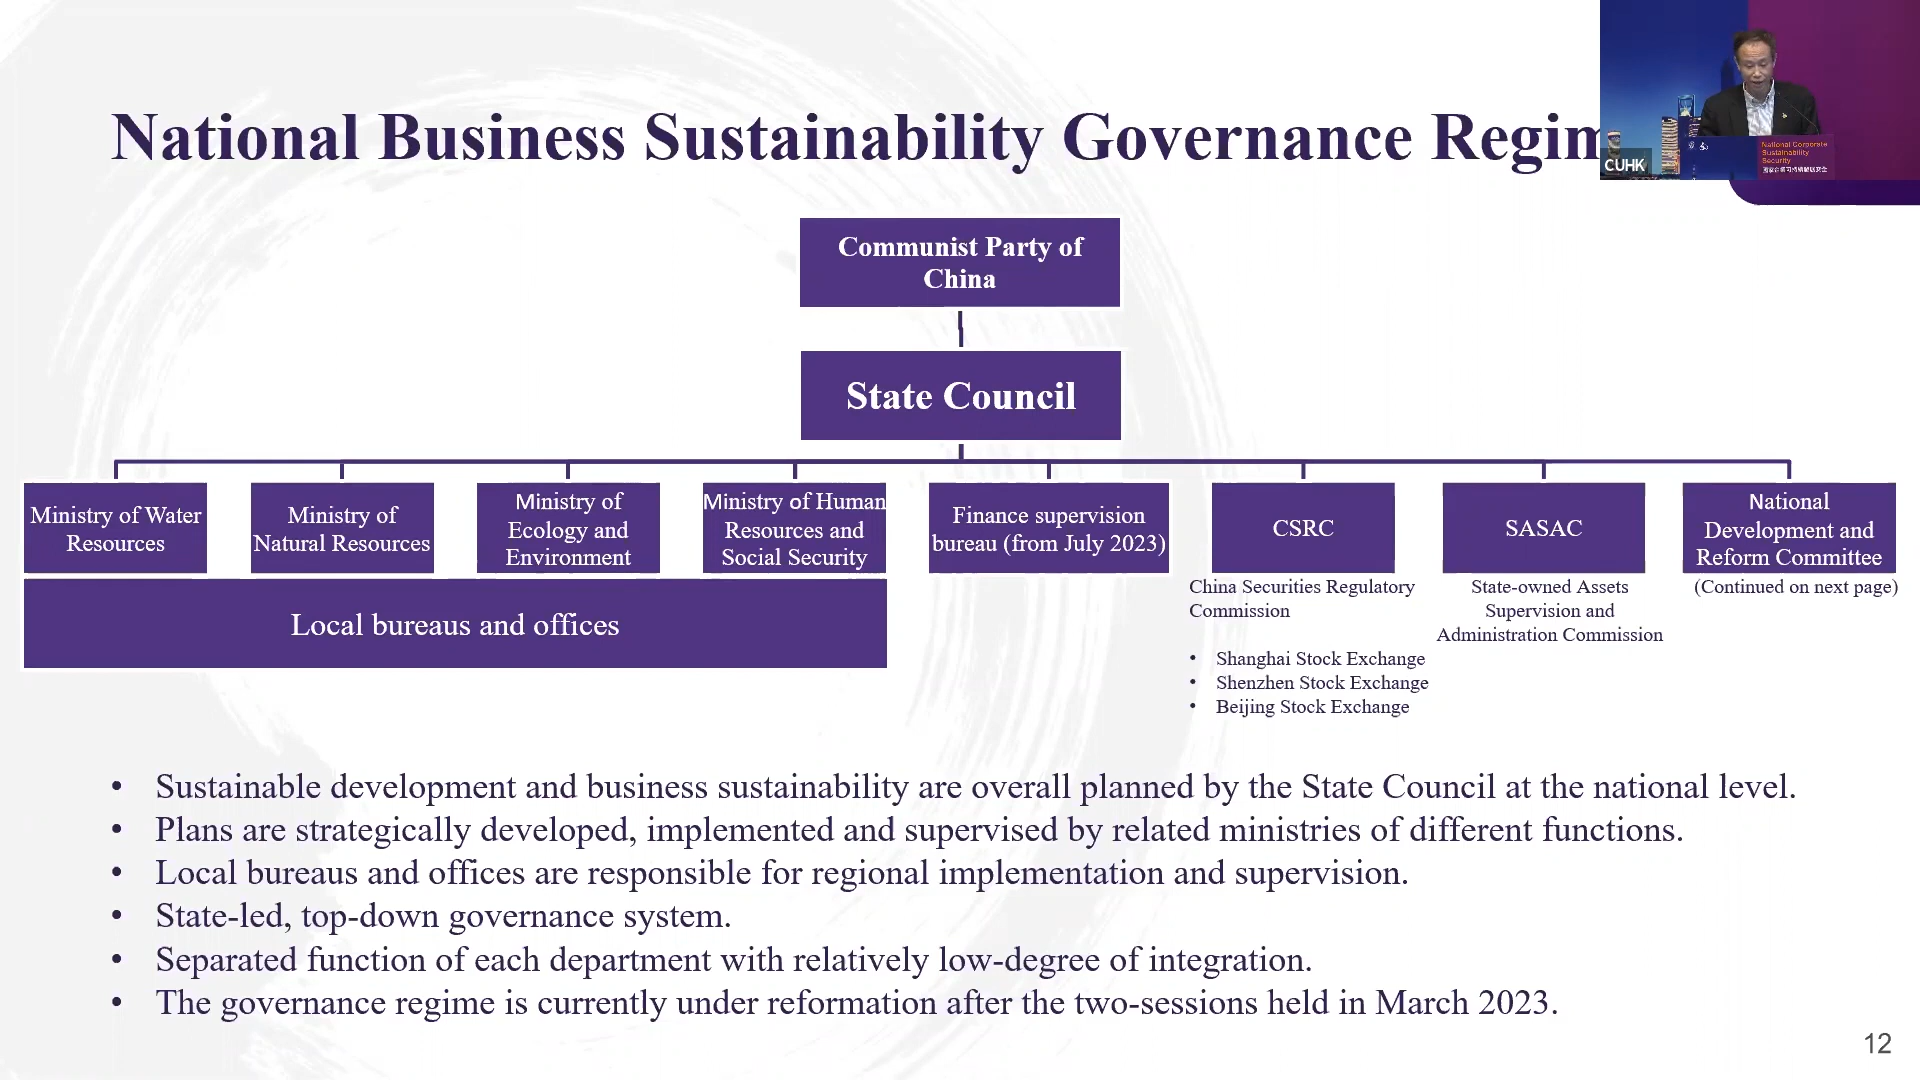 National Business Sustainability Governance Regim
CUHK
National Corporate
Sustainability
Security
Communist Party of
China
State Council
Ministry of Water
Resources
Ministry of
Natural Resources
Ministry of
Ecology and
Environment
Ministry of Human
Resources and
Social Security
Finance supervision
bureau (from July 2023)
CSRC
SASAC
National
Development and
Reform Committee
Local bureaus and offices
China Securities Regulatory
Commission
• Shanghai Stock Exchange
• Shenzhen Stock Exchange
• Beijing Stock Exchange
State-owned Assets
Supervision and
Administration Commission
(Continued on next page)
• Sustainable development and business sustainability are overall planned by the State Council at the national level.
• Plans are strategically developed, implemented and supervised by related ministries of different functions.
• Local bureaus and offices are responsible for regional implementation and supervision.
• State-led, top-down governance system.
• Separated function of each department with relatively low-degree of integration.
• The governance regime is currently under reformation after the two-sessions held in March 2023.
12